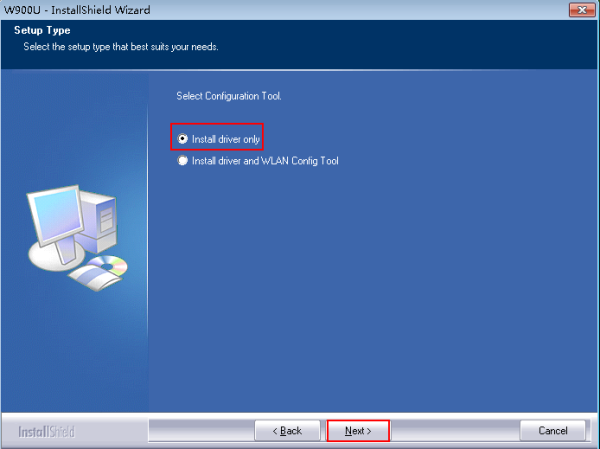 W900U - InstallShield Wizard
Setup Type
Select the setup type that best suits your needs.
Select Configuration Tool.
Install driver only
Install driver and WLAN Config Tool
InstallShield
< Back
Next >
Cancel